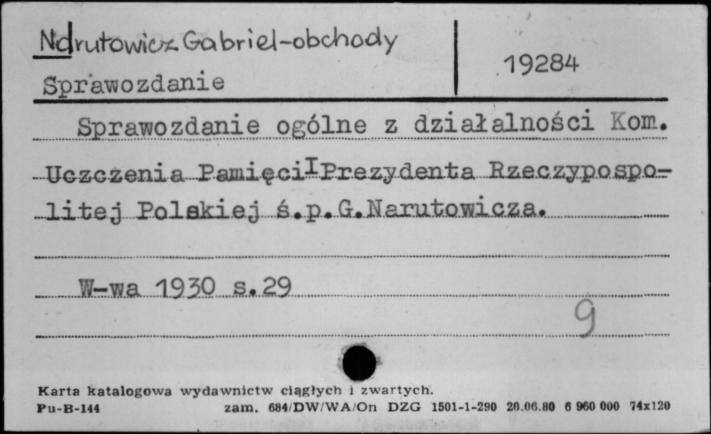 Narutowicz Gabriel-obchody
19284
Sprawozdanie
Sprawozdanie ogólne z działalności Kom.
Uczczenia Pamięci I Prezydenta Rzeczypospo-
litej Polskiej ś.p.G.Narutowicza.
W-wa 1930 s.29
9
Karta katalogowa wydawnictw ciągłych i zwartych.
Pu-B-144 zam. 684/DW/WA/On DZG 1501-1-290 20.06.80 6 960 000 74x120